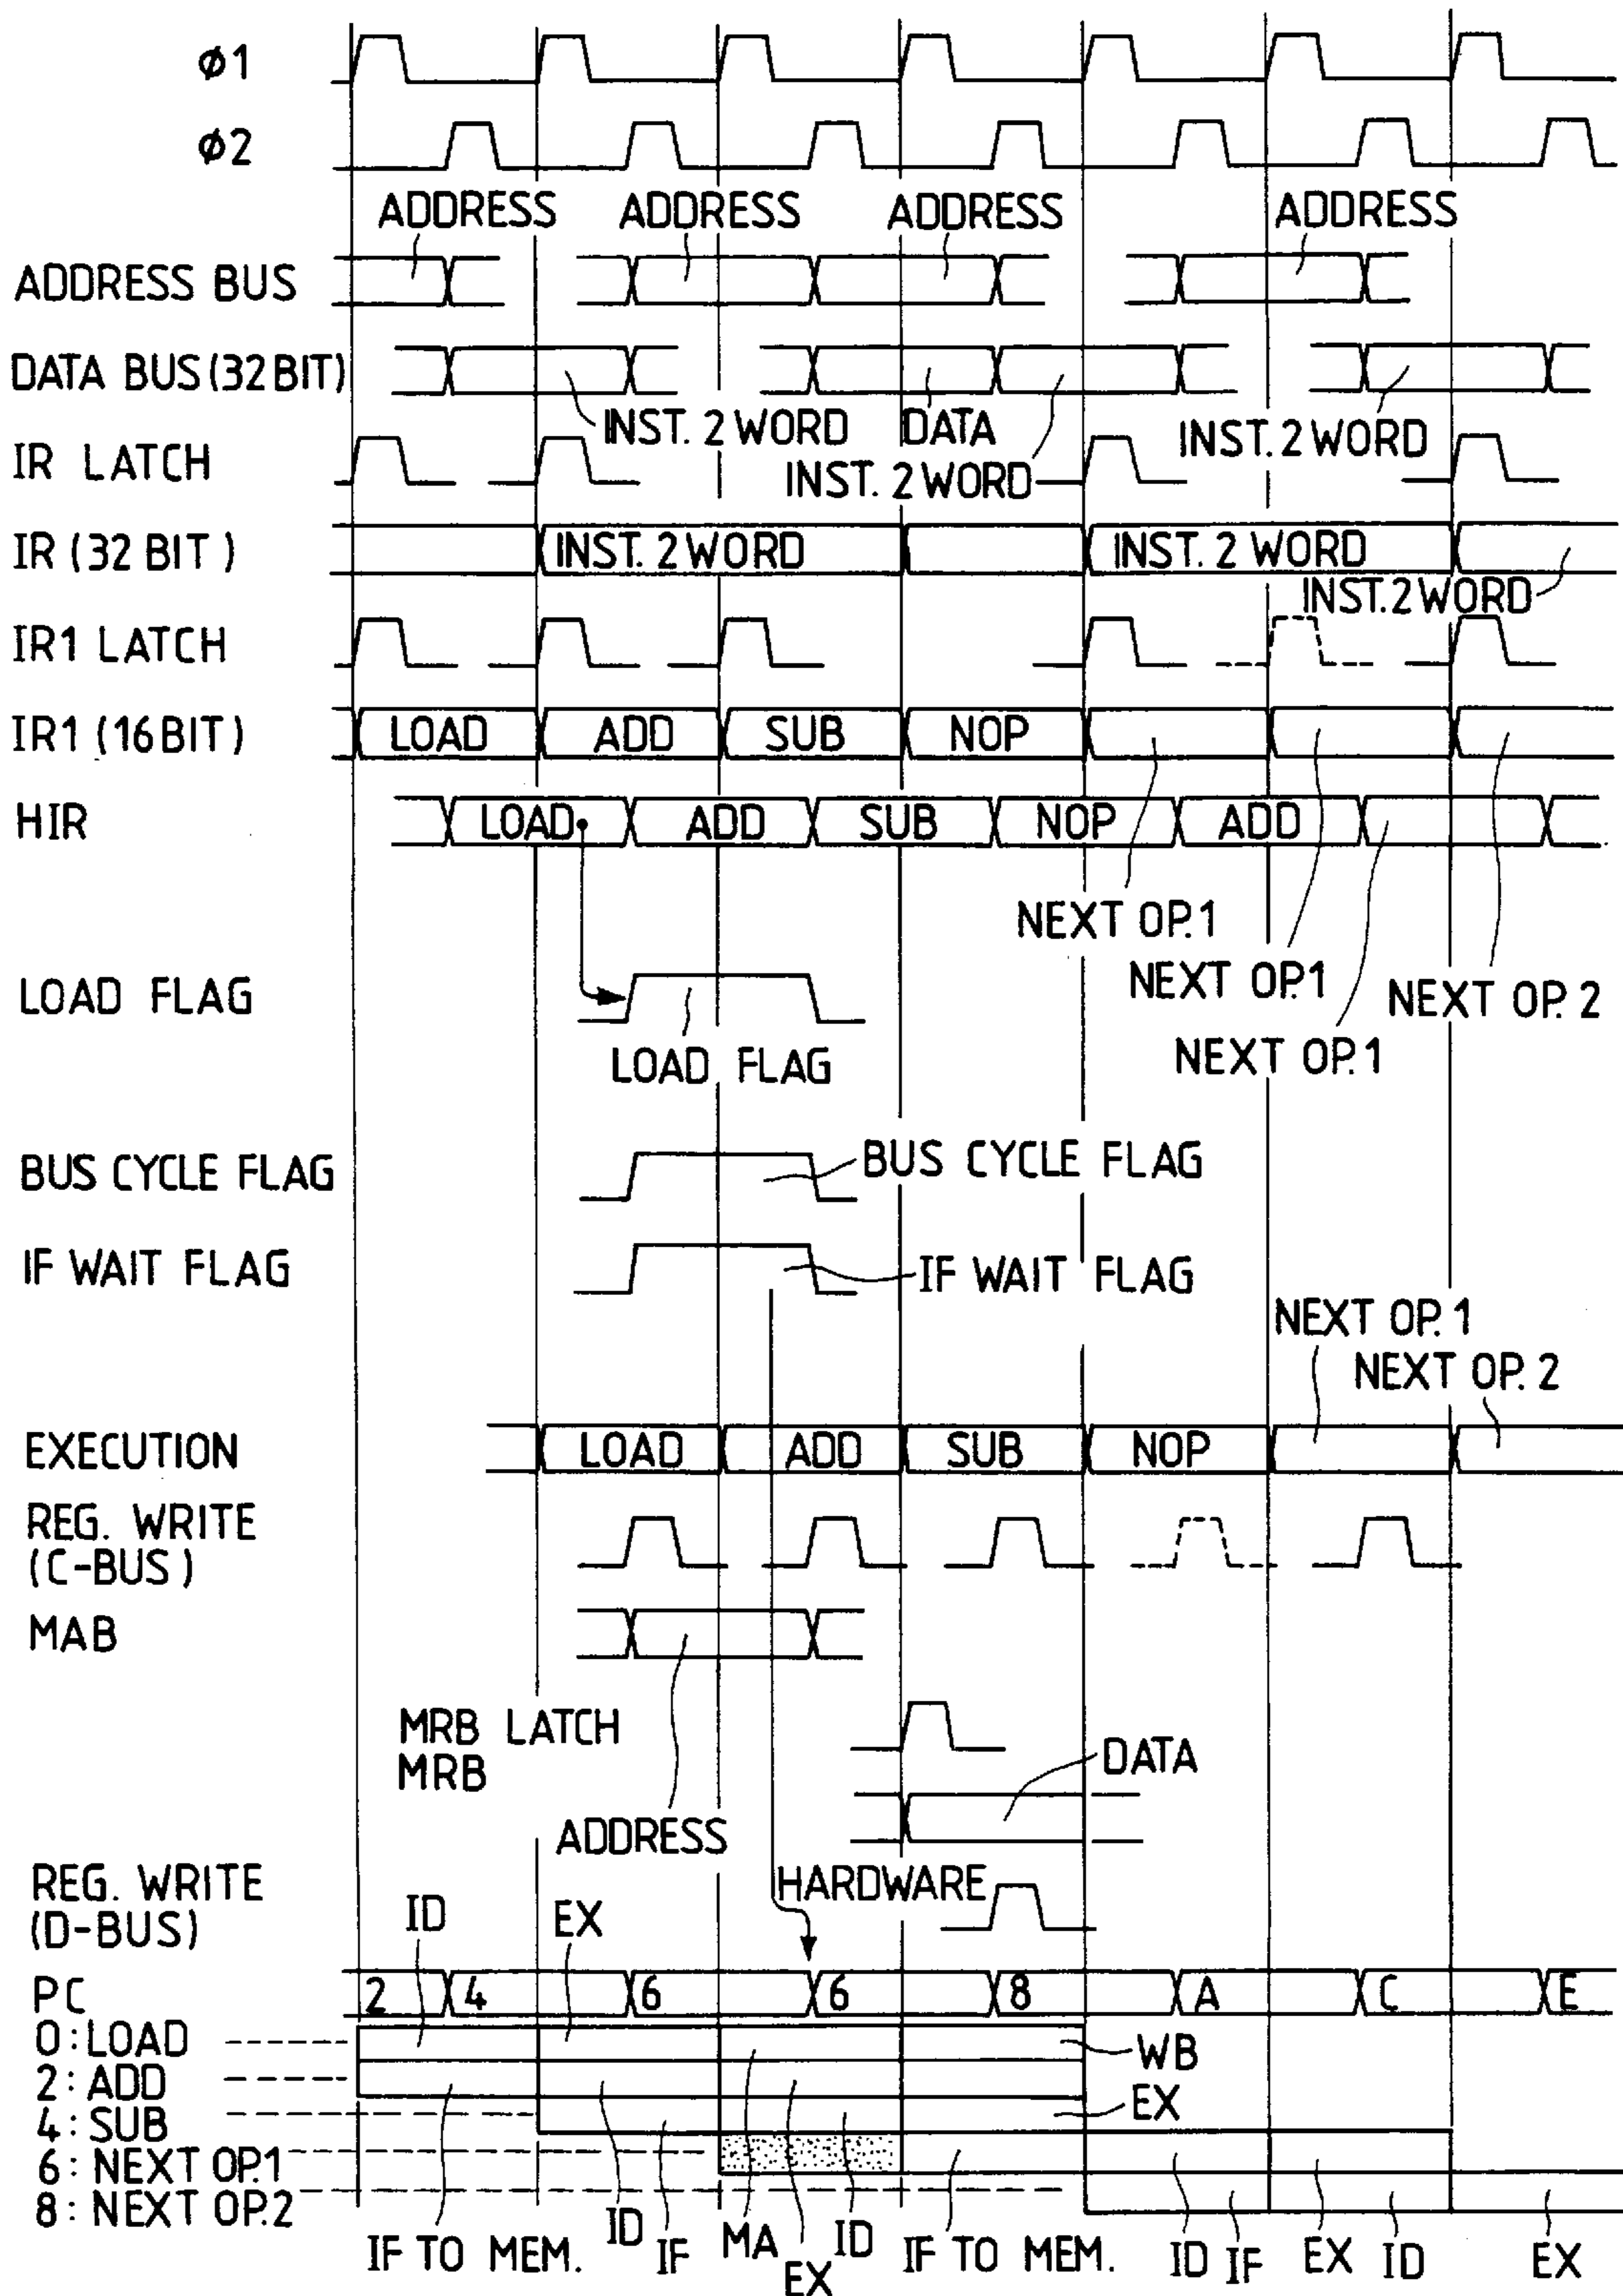 φ1
φ2
ADDRESS ADDRESS ADDRESS ADDRESS
ADDRESS BUS
DATA BUS (32 BIT)
INST. 2 WORD DATA INST. 2 WORD
IR LATCH
INST. 2 WORD
IR (32 BIT) INST. 2 WORD INST. 2 WORD
INST. 2 WORD
IR1 LATCH
IR1 (16 BIT) LOAD ADD SUB NOP
HIR LOAD ADD SUB NOP ADD
NEXT OP. 1
NEXT OP. 1
LOAD FLAG NEXT OP. 2
NEXT OP. 1
LOAD FLAG
BUS CYCLE FLAG BUS CYCLE FLAG
IF WAIT FLAG IF WAIT FLAG
NEXT OP. 1
NEXT OP. 2
EXECUTION LOAD ADD SUB NOP
REG. WRITE
(C-BUS)
MAB
MRB LATCH
MRB DATA
ADDRESS
REG. WRITE HARDWARE
(D-BUS) ID EX
PC 2 4 6 6 8 A C E
0 : LOAD WB
2 : ADD
4 : SUB EX
6 : NEXT OP. 1
8 : NEXT OP. 2
IF TO MEM. ID IF MA EX ID IF TO MEM. ID IF EX ID EX